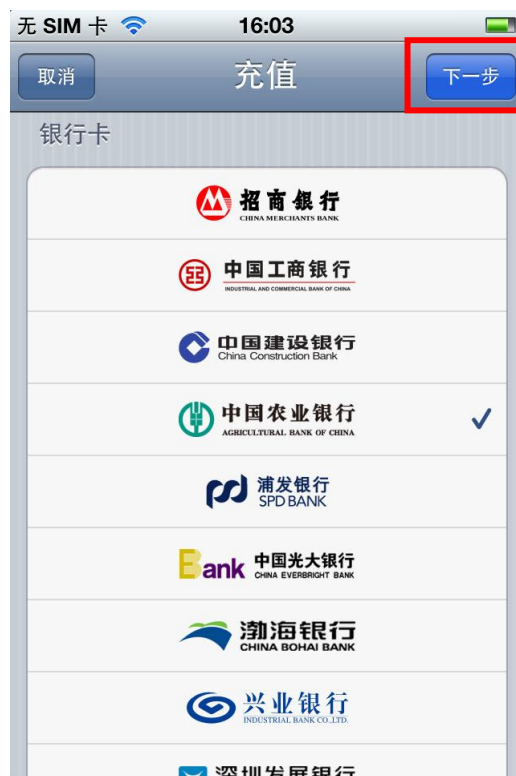 无 SIM 卡 16:03
取消 充值 下一步
银行卡
招商银行
CHINA MERCHANTS BANK
中国工商银行
INDUSTRIAL AND COMMERCIAL BANK OF CHINA
中国建设银行
China Construction Bank
中国农业银行
AGRICULTURAL BANK OF CHINA
浦发银行
SPD BANK
Bank 中国光大银行
CHINA EVERBRIGHT BANK
渤海银行
CHINA BOHAI BANK
兴业银行
INDUSTRIAL BANK CO.,LTD.
深圳发展银行